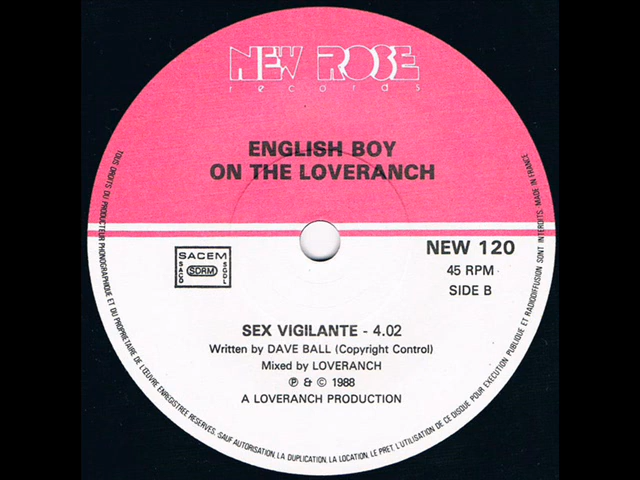 NEW ROSE
records
ENGLISH BOY
ON THE LOVERANCH
NEW 120
45 RPM
SIDE B
SACEM
SACD
SDRM
SGDL
SEX VIGILANTE - 4.02
Written by DAVE BALL (Copyright Control)
Mixed by LOVERANCH
℗ & © 1988
A LOVERANCH PRODUCTION
TOUS DROITS DU PRODUCTEUR PHONOGRAPHIQUE ET DU PROPRIETAIRE DE L'ŒUVRE ENREGISTREE RESERVES. SAUF AUTORISATION, LA DUPLICATION, LA LOCATION, LE PRET, L'UTILISATION DE CE DISQUE POUR EXECUTION PUBLIQUE ET RADIODIFFUSION SONT INTERDITS. MADE IN FRANCE.